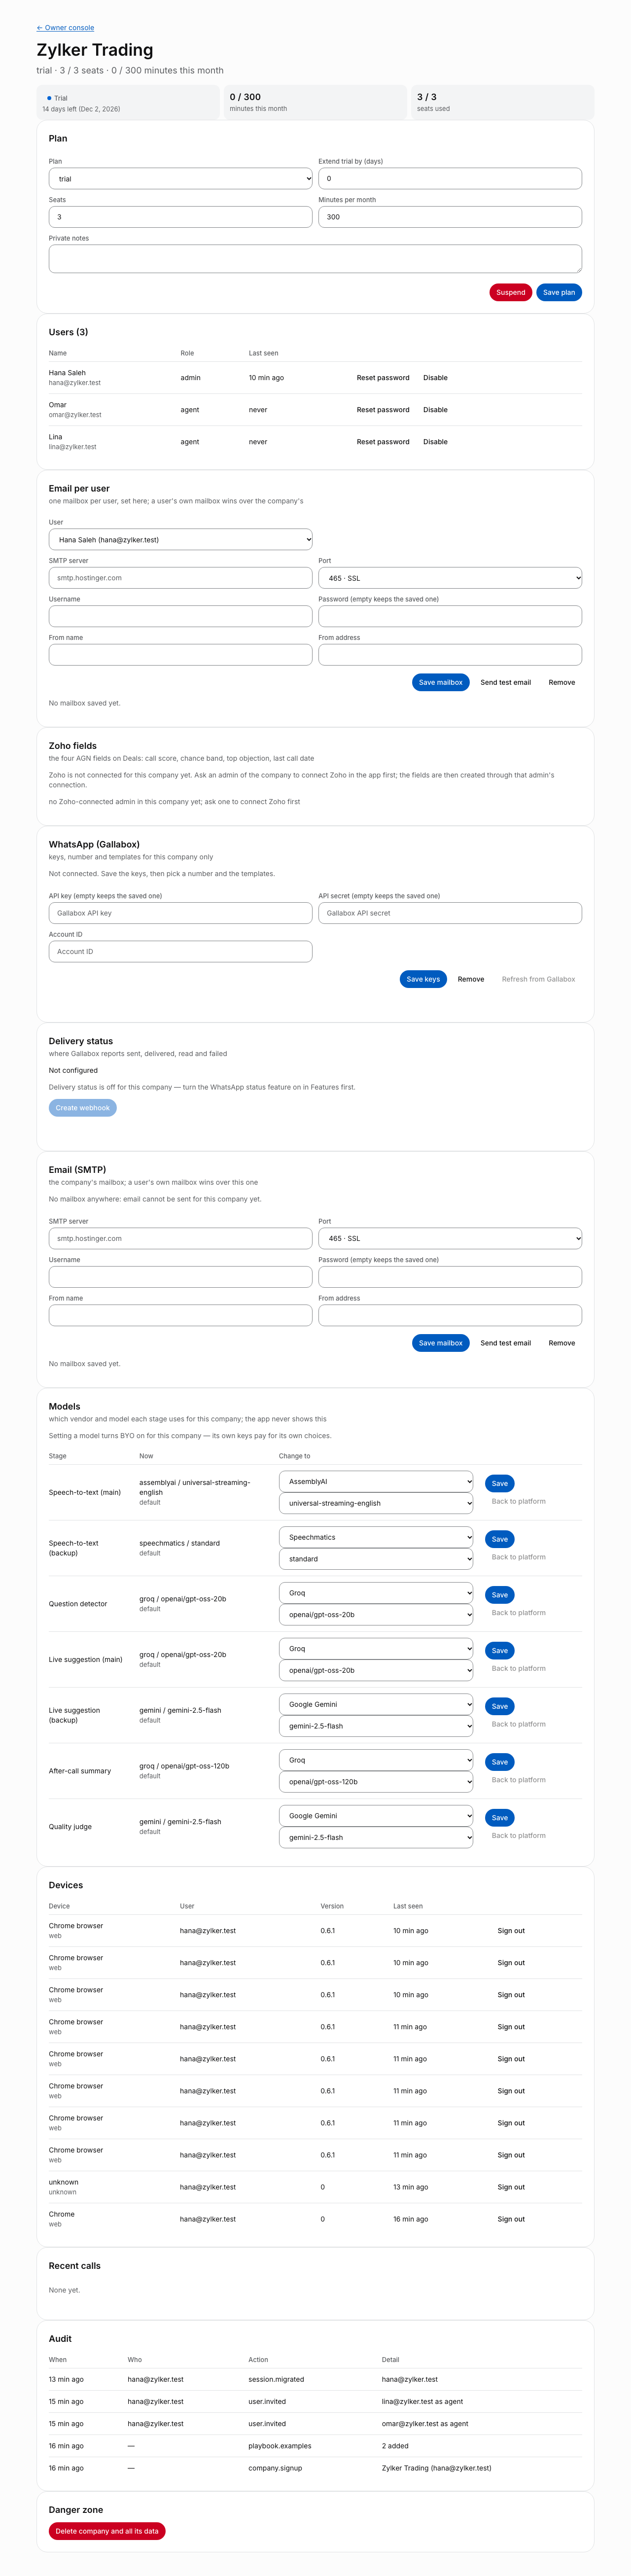 ← Owner console
Zylker Trading
trial · 3 / 3 seats · 0 / 300 minutes this month
Trial
14 days left (Dec 2, 2026)
0 / 300
minutes this month
3 / 3
seats used
Plan
Plan
Extend trial by (days)
trial
0
Seats
Minutes per month
3
300
Private notes
Suspend
Save plan
Users (3)
Name Role Last seen
Hana Saleh
hana@zylker.test
admin 10 min ago Reset password Disable
Omar
omar@zylker.test
agent never Reset password Disable
Lina
lina@zylker.test
agent never Reset password Disable
Email per user
one mailbox per user, set here; a user's own mailbox wins over the company's
User
Hana Saleh (hana@zylker.test)
SMTP server
Port
smtp.hostinger.com
465 · SSL
Username
Password (empty keeps the saved one)
From name
From address
Save mailbox Send test email Remove
No mailbox saved yet.
Zoho fields
the four AGN fields on Deals: call score, chance band, top objection, last call date
Zoho is not connected for this company yet. Ask an admin of the company to connect Zoho in the app first; the fields are then created through that admin's
connection.
no Zoho-connected admin in this company yet; ask one to connect Zoho first
WhatsApp (Gallabox)
keys, number and templates for this company only
Not connected. Save the keys, then pick a number and the templates.
API key (empty keeps the saved one)
API secret (empty keeps the saved one)
Gallabox API key
Gallabox API secret
Account ID
Account ID
Save keys Remove Refresh from Gallabox
Delivery status
where Gallabox reports sent, delivered, read and failed
Not configured
Delivery status is off for this company — turn the WhatsApp status feature on in Features first.
Create webhook
Email (SMTP)
the company's mailbox; a user's own mailbox wins over this one
No mailbox anywhere: email cannot be sent for this company yet.
SMTP server
Port
smtp.hostinger.com
465 · SSL
Username
Password (empty keeps the saved one)
From name
From address
Save mailbox Send test email Remove
No mailbox saved yet.
Models
which vendor and model each stage uses for this company; the app never shows this
Setting a model turns BYO on for this company — its own keys pay for its own choices.
Stage Now Change to
Speech-to-text (main)
assemblyai / universal-streaming-
english
default
AssemblyAI
universal-streaming-english
Save
Back to platform
Speech-to-text
(backup)
speechmatics / standard
default
Speechmatics
standard
Save
Back to platform
Question detector
groq / openai/gpt-oss-20b
default
Groq
openai/gpt-oss-20b
Save
Back to platform
Live suggestion (main)
groq / openai/gpt-oss-20b
default
Groq
openai/gpt-oss-20b
Save
Back to platform
Live suggestion
(backup)
gemini / gemini-2.5-flash
default
Google Gemini
gemini-2.5-flash
Save
Back to platform
After-call summary
groq / openai/gpt-oss-120b
default
Groq
openai/gpt-oss-120b
Save
Back to platform
Quality judge
gemini / gemini-2.5-flash
default
Google Gemini
gemini-2.5-flash
Save
Back to platform
Devices
Device User Version Last seen
Chrome browser
web
hana@zylker.test 0.6.1 10 min ago Sign out
Chrome browser
web
hana@zylker.test 0.6.1 10 min ago Sign out
Chrome browser
web
hana@zylker.test 0.6.1 10 min ago Sign out
Chrome browser
web
hana@zylker.test 0.6.1 11 min ago Sign out
Chrome browser
web
hana@zylker.test 0.6.1 11 min ago Sign out
Chrome browser
web
hana@zylker.test 0.6.1 11 min ago Sign out
Chrome browser
web
hana@zylker.test 0.6.1 11 min ago Sign out
Chrome browser
web
hana@zylker.test 0.6.1 11 min ago Sign out
unknown
unknown
hana@zylker.test 0 13 min ago Sign out
Chrome
web
hana@zylker.test 0 16 min ago Sign out
Recent calls
None yet.
Audit
When Who Action Detail
13 min ago hana@zylker.test session.migrated hana@zylker.test
15 min ago hana@zylker.test user.invited lina@zylker.test as agent
15 min ago hana@zylker.test user.invited omar@zylker.test as agent
16 min ago — playbook.examples 2 added
16 min ago — company.signup Zylker Trading (hana@zylker.test)
Danger zone
Delete company and all its data